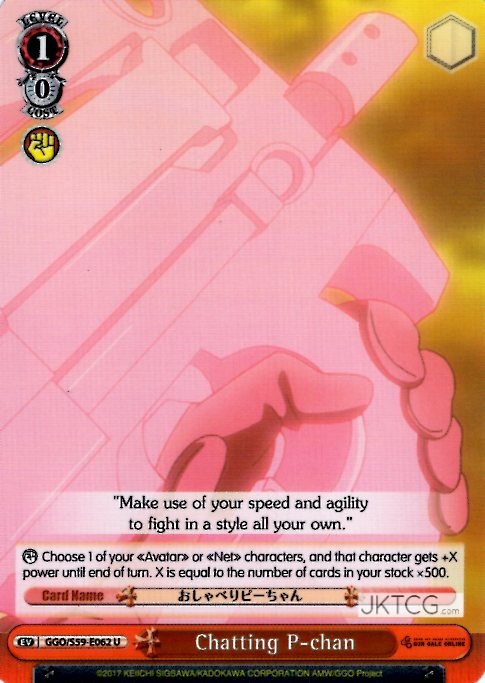 LEVEL
1
0
COST
"Make use of your speed and agility
to fight in a style all your own."
Choose 1 of your «Avatar» or «Net» characters, and that character gets +X
power until end of turn. X is equal to the number of cards in your stock ×500.
Card Name おしゃべりピーちゃん
JKTCG.com
EV GGO/S59-E062 U Chatting P-chan GUN GALE ONLINE
©2017 KEIICHI SIGSAWA/KADOKAWA CORPORATION AMW/GGO Project